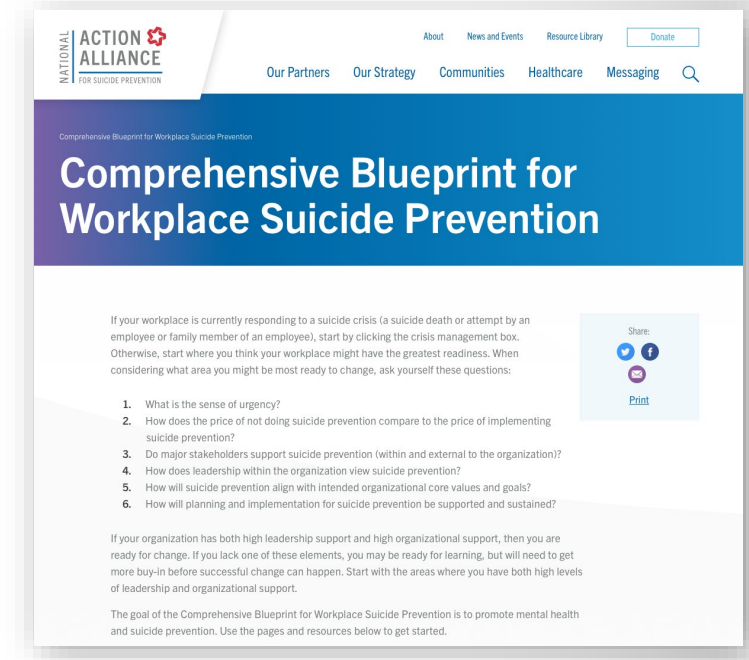 NATIONAL
ACTION
ALLIANCE
FOR SUICIDE PREVENTION
About News and Events Resource Library Donate
Our Partners Our Strategy Communities Healthcare Messaging
Comprehensive Blueprint for Workplace Suicide Prevention
Comprehensive Blueprint for
Workplace Suicide Prevention
If your workplace is currently responding to a suicide crisis (a suicide death or attempt by an
employee or family member of an employee), start by clicking the crisis management box.
Otherwise, start where you think your workplace might have the greatest readiness. When
considering what area you might be most ready to change, ask yourself these questions:
1. What is the sense of urgency?
2. How does the price of not doing suicide prevention compare to the price of implementing
suicide prevention?
3. Do major stakeholders support suicide prevention (within and external to the organization)?
4. How does leadership within the organization view suicide prevention?
5. How will suicide prevention align with intended organizational core values and goals?
6. How will planning and implementation for suicide prevention be supported and sustained?
If your organization has both high leadership support and high organizational support, then you are
ready for change. If you lack one of these elements, you may be ready for learning, but will need to get
more buy-in before successful change can happen. Start with the areas where you have both high levels
of leadership and organizational support.
The goal of the Comprehensive Blueprint for Workplace Suicide Prevention is to promote mental health
and suicide prevention. Use the pages and resources below to get started.
Share:
Print